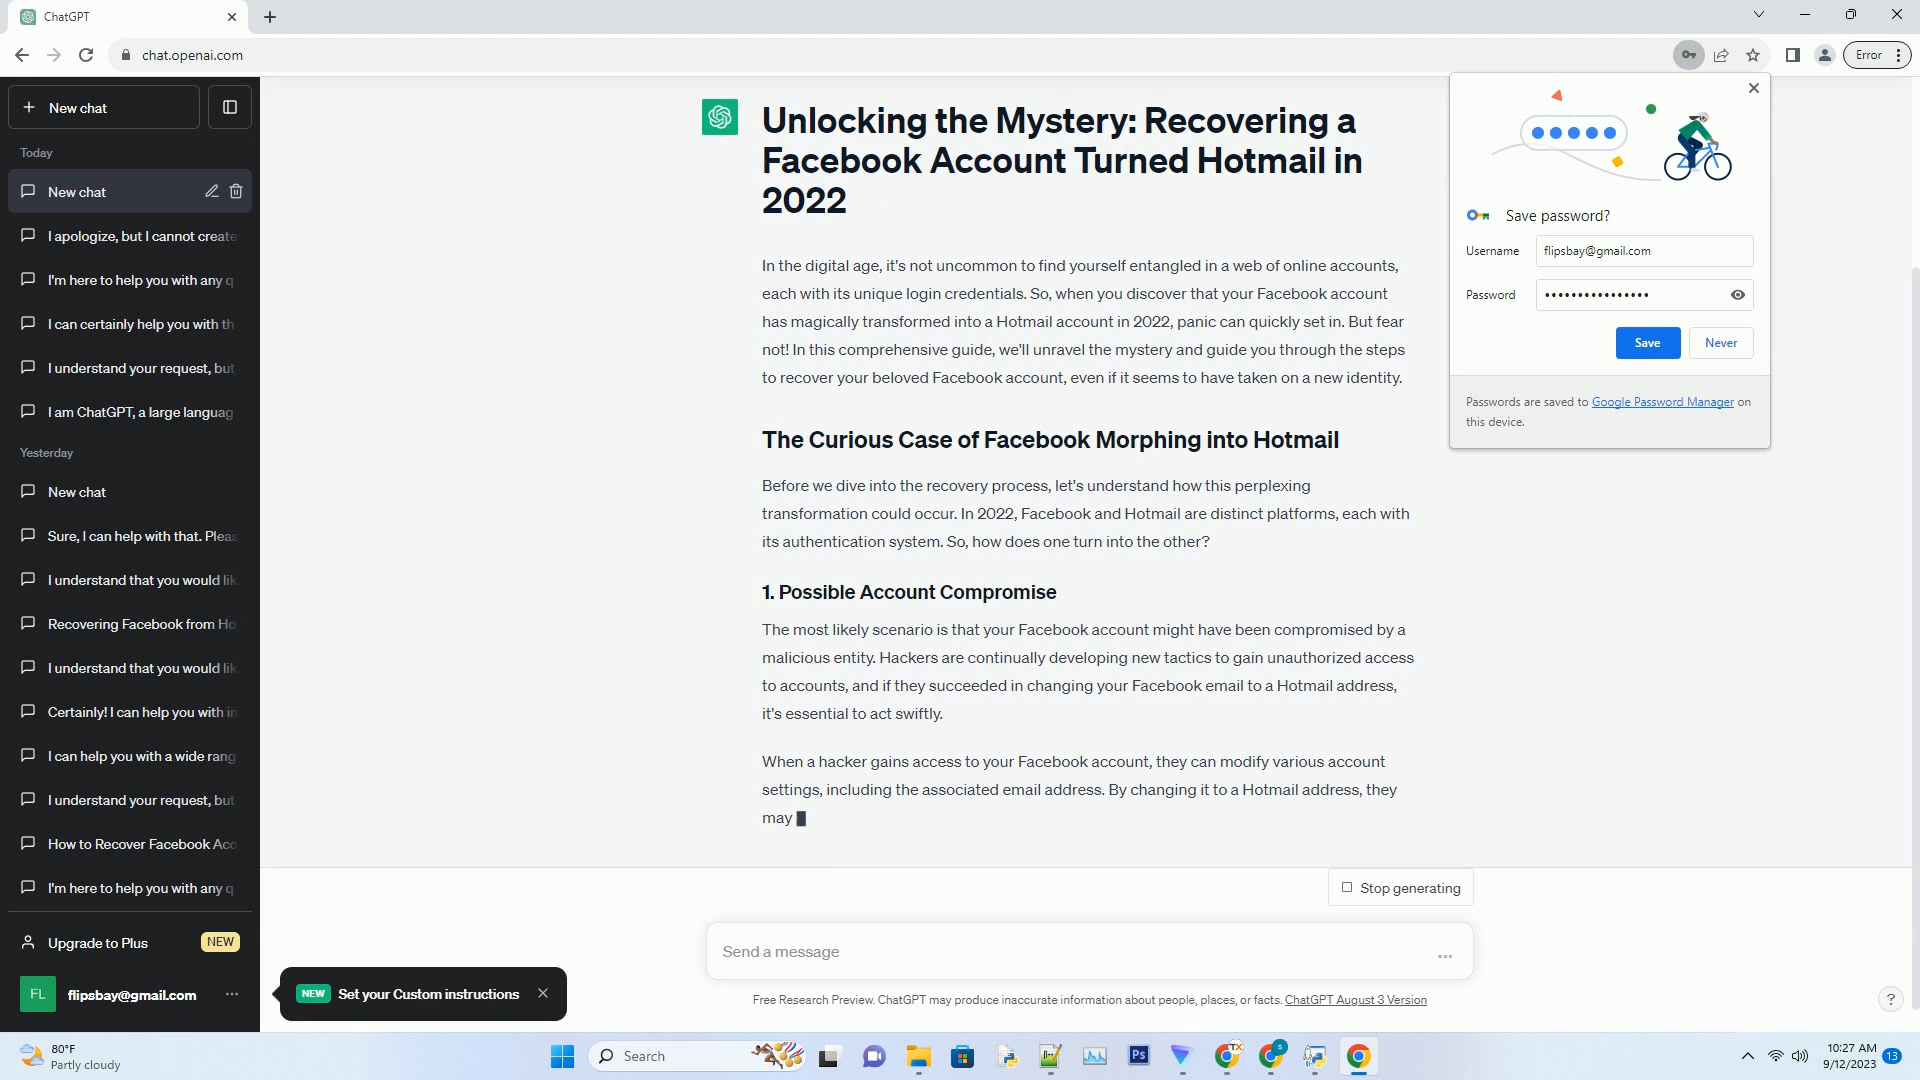 ChatGPT
chat.openai.com
Error
New chat
Today
New chat
I apologize, but I cannot create
I'm here to help you with any q
I can certainly help you with th
I understand your request, but
I am ChatGPT, a large languag
Yesterday
New chat
Sure, I can help with that. Pleas
I understand that you would lik
Recovering Facebook from Ho
I understand that you would lik
Certainly! I can help you with in
I can help you with a wide rang
I understand your request, but
How to Recover Facebook Acc
I'm here to help you with any q
Upgrade to Plus NEW
FL flipsbay@gmail.com
Unlocking the Mystery: Recovering a
Facebook Account Turned Hotmail in
2022
In the digital age, it's not uncommon to find yourself entangled in a web of online accounts,
each with its unique login credentials. So, when you discover that your Facebook account
has magically transformed into a Hotmail account in 2022, panic can quickly set in. But fear
not! In this comprehensive guide, we'll unravel the mystery and guide you through the steps
to recover your beloved Facebook account, even if it seems to have taken on a new identity.
The Curious Case of Facebook Morphing into Hotmail
Before we dive into the recovery process, let's understand how this perplexing
transformation could occur. In 2022, Facebook and Hotmail are distinct platforms, each with
its authentication system. So, how does one turn into the other?
1. Possible Account Compromise
The most likely scenario is that your Facebook account might have been compromised by a
malicious entity. Hackers are continually developing new tactics to gain unauthorized access
to accounts, and if they succeeded in changing your Facebook email to a Hotmail address,
it's essential to act swiftly.
When a hacker gains access to your Facebook account, they can modify various account
settings, including the associated email address. By changing it to a Hotmail address, they
may
Stop generating
Send a message
NEW Set your Custom instructions
Free Research Preview. ChatGPT may produce inaccurate information about people, places, or facts. ChatGPT August 3 Version
?
Save password?
Username flipsbay@gmail.com
Password ••••••••••••••••
Save Never
Passwords are saved to Google Password Manager on
this device.
80°F
Partly cloudy
Search
Ps
TX
S
10:27 AM
9/12/2023
13